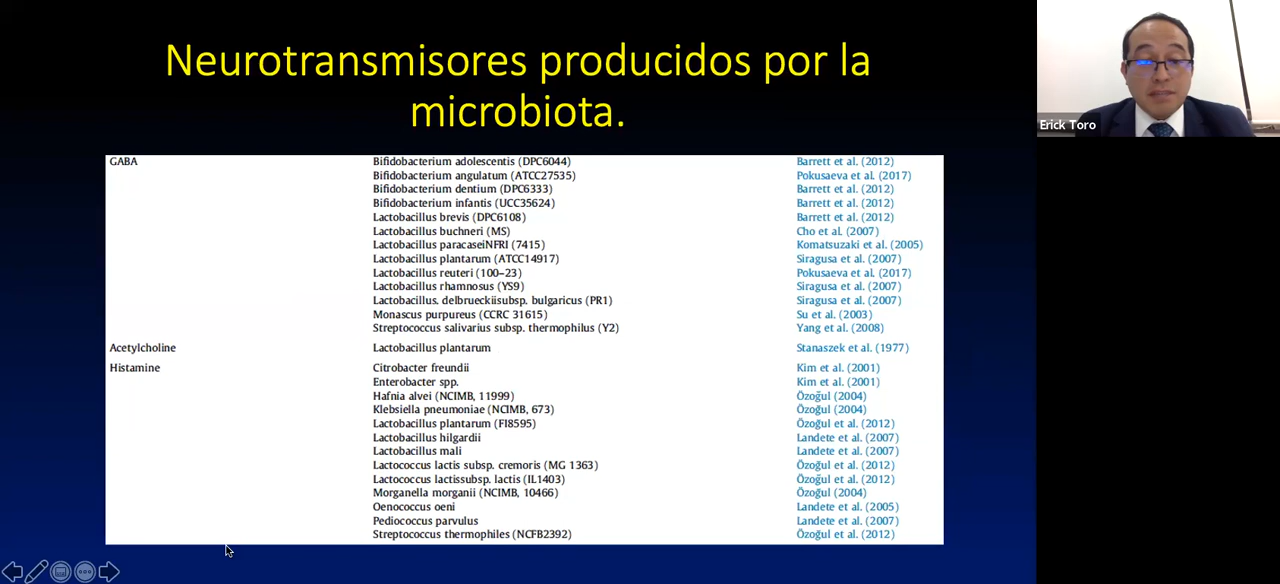 Neurotransmisores producidos por la
microbiota.
Erick Toro
GABA Bifidobacterium adolescentis (DPC6044) Barrett et al. (2012)
Bifidobacterium angulatum (ATCC27535) Pokusaeva et al. (2017)
Bifidobacterium dentium (DPC6333) Barrett et al. (2012)
Bifidobacterium infantis (UCC35624) Barrett et al. (2012)
Lactobacillus brevis (DPC6108) Barrett et al. (2012)
Lactobacillus buchneri (MS) Cho et al. (2007)
Lactobacillus paracaseiNFRI (7415) Komatsuzaki et al. (2005)
Lactobacillus plantarum (ATCC14917) Siragusa et al. (2007)
Lactobacillus reuteri (100–23) Pokusaeva et al. (2017)
Lactobacillus rhamnosus (YS9) Siragusa et al. (2007)
Lactobacillus. delbrueckiisubsp. bulgaricus (PR1) Siragusa et al. (2007)
Monascus purpureus (CCRC 31615) Su et al. (2003)
Streptococcus salivarius subsp. thermophilus (Y2) Yang et al. (2008)
Acetylcholine Lactobacillus plantarum Stanaszek et al. (1977)
Histamine Citrobacter freundii Kim et al. (2001)
Enterobacter spp. Kim et al. (2001)
Hafnia alvei (NCIMB, 11999) Özoğul (2004)
Klebsiella pneumoniae (NCIMB, 673) Özoğul (2004)
Lactobacillus plantarum (FI8595) Özoğul et al. (2012)
Lactobacillus hilgardii Landete et al. (2007)
Lactobacillus mali Landete et al. (2007)
Lactococcus lactis subsp. cremoris (MG 1363) Özoğul et al. (2012)
Lactococcus lactissubsp. lactis (IL1403) Özoğul et al. (2012)
Morganella morganii (NCIMB, 10466) Özoğul (2004)
Oenococcus oeni Landete et al. (2005)
Pediococcus parvulus Landete et al. (2007)
Streptococcus thermophiles (NCFB2392) Özoğul et al. (2012)